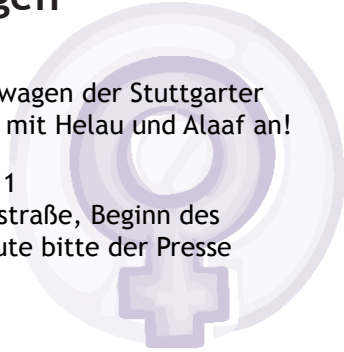 gen
wagen der Stuttgarter
mit Helau und Alaaf an!
1
straße, Beginn des
ute bitte der Presse